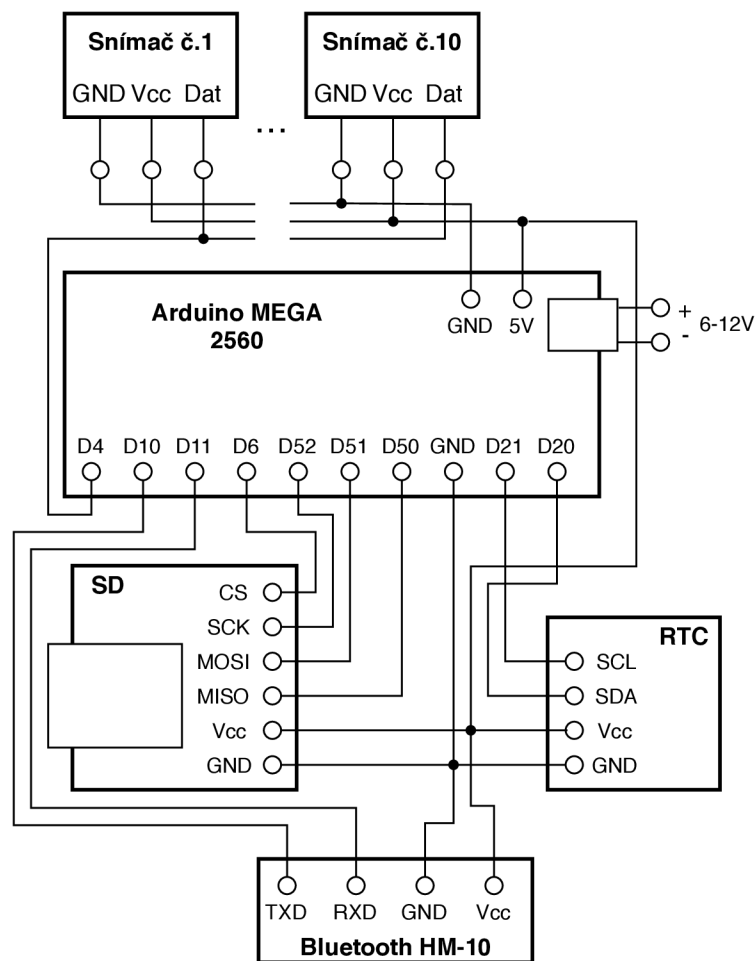 Snímač č.1
GND Vcc Dat
...
Snímač č.10
GND Vcc Dat
Arduino MEGA
2560
GND 5V
+
-
6-12V
D4 D10 D11 D6 D52 D51 D50 GND D21 D20
SD
CS
SCK
MOSI
MISO
Vcc
GND
RTC
SCL
SDA
Vcc
GND
TXD RXD GND Vcc
Bluetooth HM-10